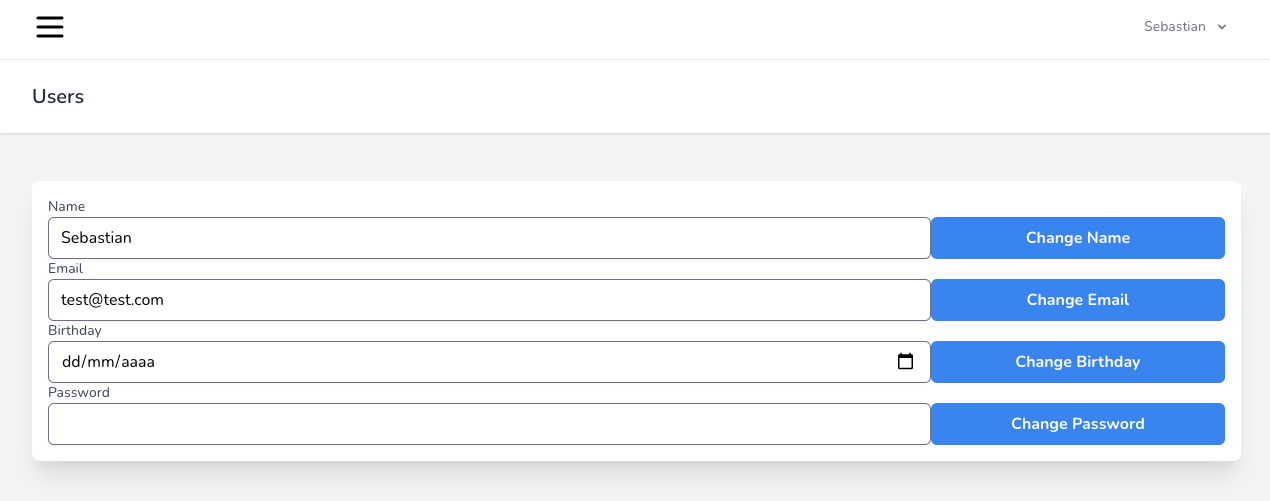 Sebastian
Users
Name
Sebastian
Change Name
Email
test@test.com
Change Email
Birthday
dd/mm/aaaa
Change Birthday
Password
Change Password